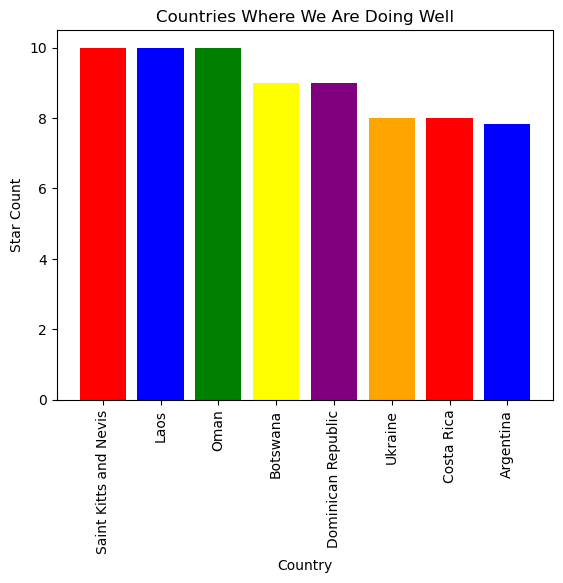 Countries Where We Are Doing Well
Star Count
10
8
6
4
2
0
Saint Kitts and Nevis
Laos
Oman
Botswana
Dominican Republic
Ukraine
Costa Rica
Argentina
Country